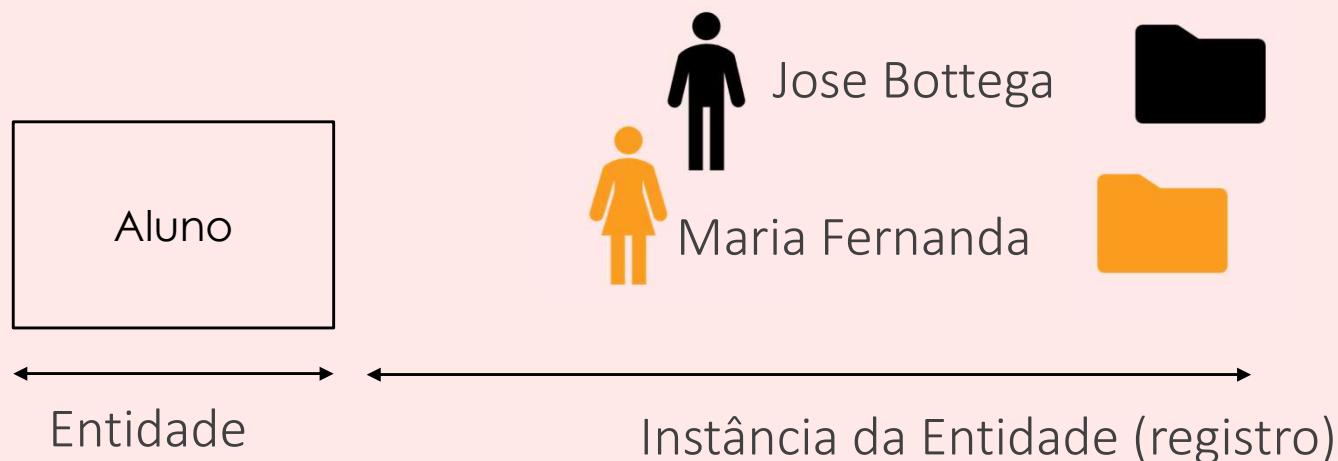 Jose Bottega
Maria Fernanda
Aluno
Entidade
Instância da Entidade (registro)